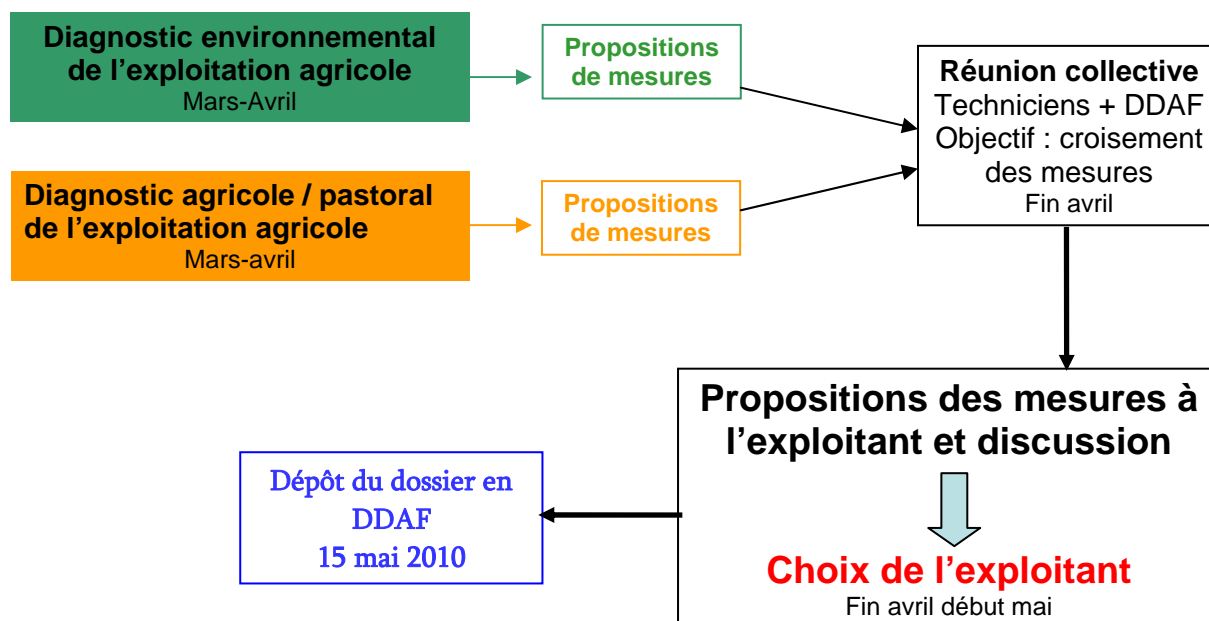 Diagnostic environnemental
de l’exploitation agricole
Mars-Avril
Propositions
de mesures
Diagnostic agricole / pastoral
de l’exploitation agricole
Mars-avril
Propositions
de mesures
Réunion collective
Techniciens + DDAF
Objectif : croisement
des mesures
Fin avril
Propositions des mesures à
l’exploitant et discussion
Choix de l’exploitant
Fin avril début mai
Dépôt du dossier en
DDAF
15 mai 2010